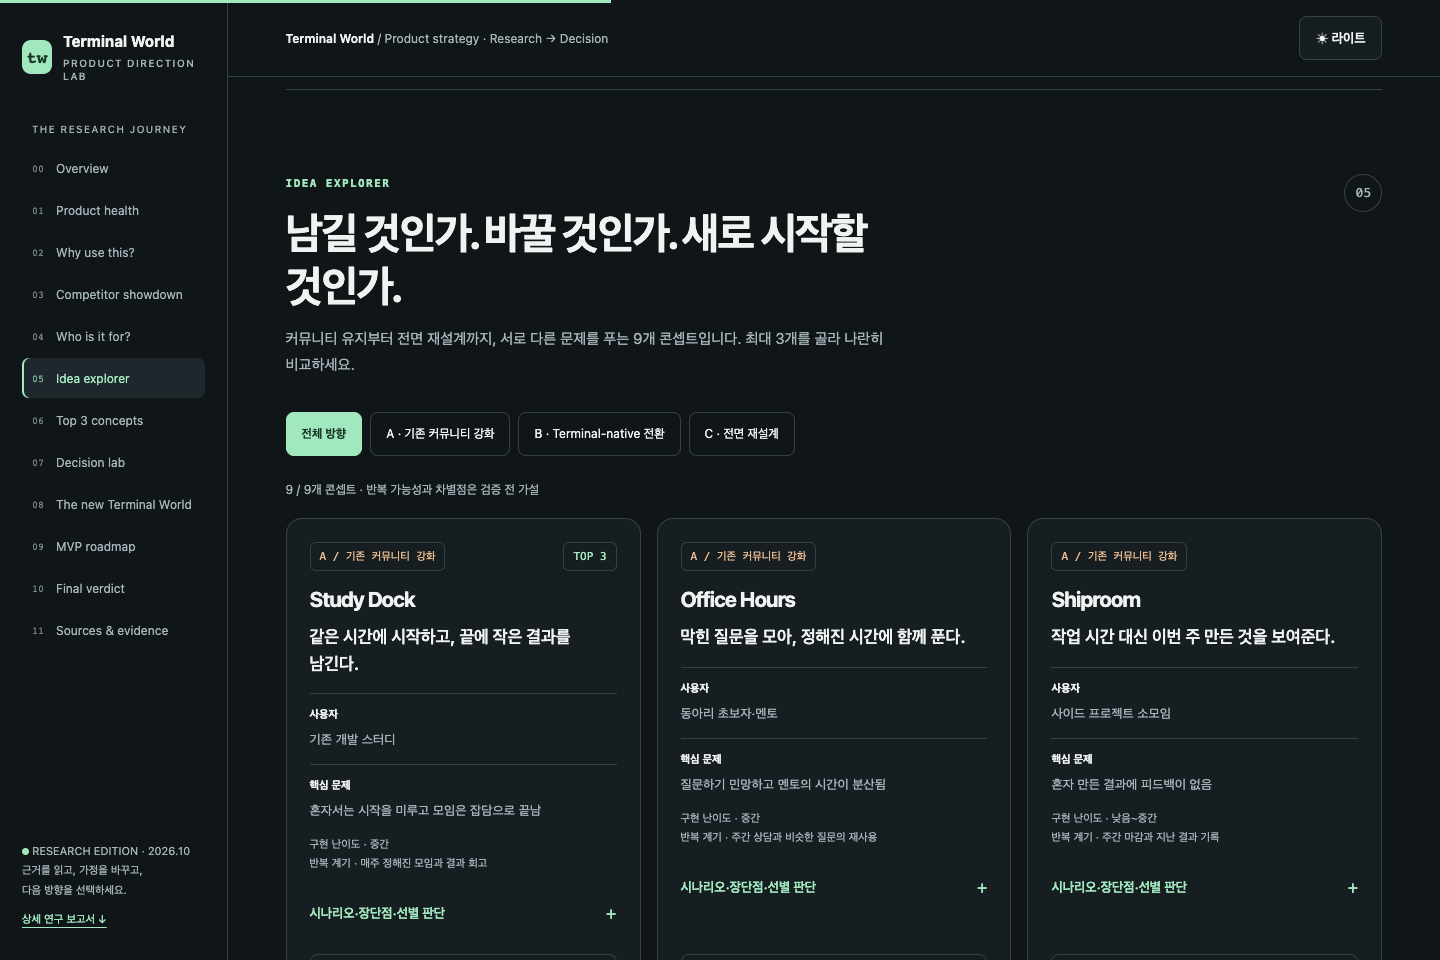 tw
Terminal World
PRODUCT DIRECTION
LAB
THE RESEARCH JOURNEY
00 Overview
01 Product health
02 Why use this?
03 Competitor showdown
04 Who is it for?
05 Idea explorer
06 Top 3 concepts
07 Decision lab
08 The new Terminal World
09 MVP roadmap
10 Final verdict
11 Sources & evidence
RESEARCH EDITION · 2026.10
근거를 읽고, 가정을 바꾸고,
다음 방향을 선택하세요.
상세 연구 보고서 ↓
Terminal World / Product strategy · Research → Decision
☀ 라이트
IDEA EXPLORER
05
남길 것인가. 바꿀 것인가. 새로 시작할
것인가.
커뮤니티 유지부터 전면 재설계까지, 서로 다른 문제를 푸는 9개 콘셉트입니다. 최대 3개를 골라 나란히
비교하세요.
전체 방향
A · 기존 커뮤니티 강화
B · Terminal-native 전환
C · 전면 재설계
9 / 9개 콘셉트 · 반복 가능성과 차별점은 검증 전 가설
A / 기존 커뮤니티 강화
TOP 3
Study Dock
같은 시간에 시작하고, 끝에 작은 결과를
남긴다.
사용자
기존 개발 스터디
핵심 문제
혼자서는 시작을 미루고 모임은 잡담으로 끝남
구현 난이도 · 중간
반복 계기 · 매주 정해진 모임과 결과 회고
시나리오·장단점·선별 판단 +
A / 기존 커뮤니티 강화
Office Hours
막힌 질문을 모아, 정해진 시간에 함께 푼다.
사용자
동아리 초보자·멘토
핵심 문제
질문하기 민망하고 멘토의 시간이 분산됨
구현 난이도 · 중간
반복 계기 · 주간 상담과 비슷한 질문의 재사용
시나리오·장단점·선별 판단 +
A / 기존 커뮤니티 강화
Shiproom
작업 시간 대신 이번 주 만든 것을 보여준다.
사용자
사이드 프로젝트 소모임
핵심 문제
혼자 만든 결과에 피드백이 없음
구현 난이도 · 낮음~중간
반복 계기 · 주간 마감과 지난 결과 기록
시나리오·장단점·선별 판단 +